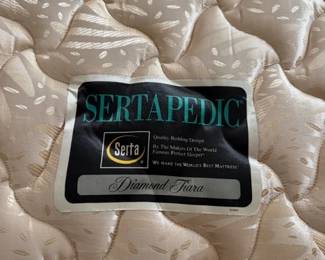 SERTAPEDIC
Serta
Quality Bedding Design
By The Makers Of The World
Famous Perfect Sleeper®
We make the World's Best Mattress™
Diamond Tiara